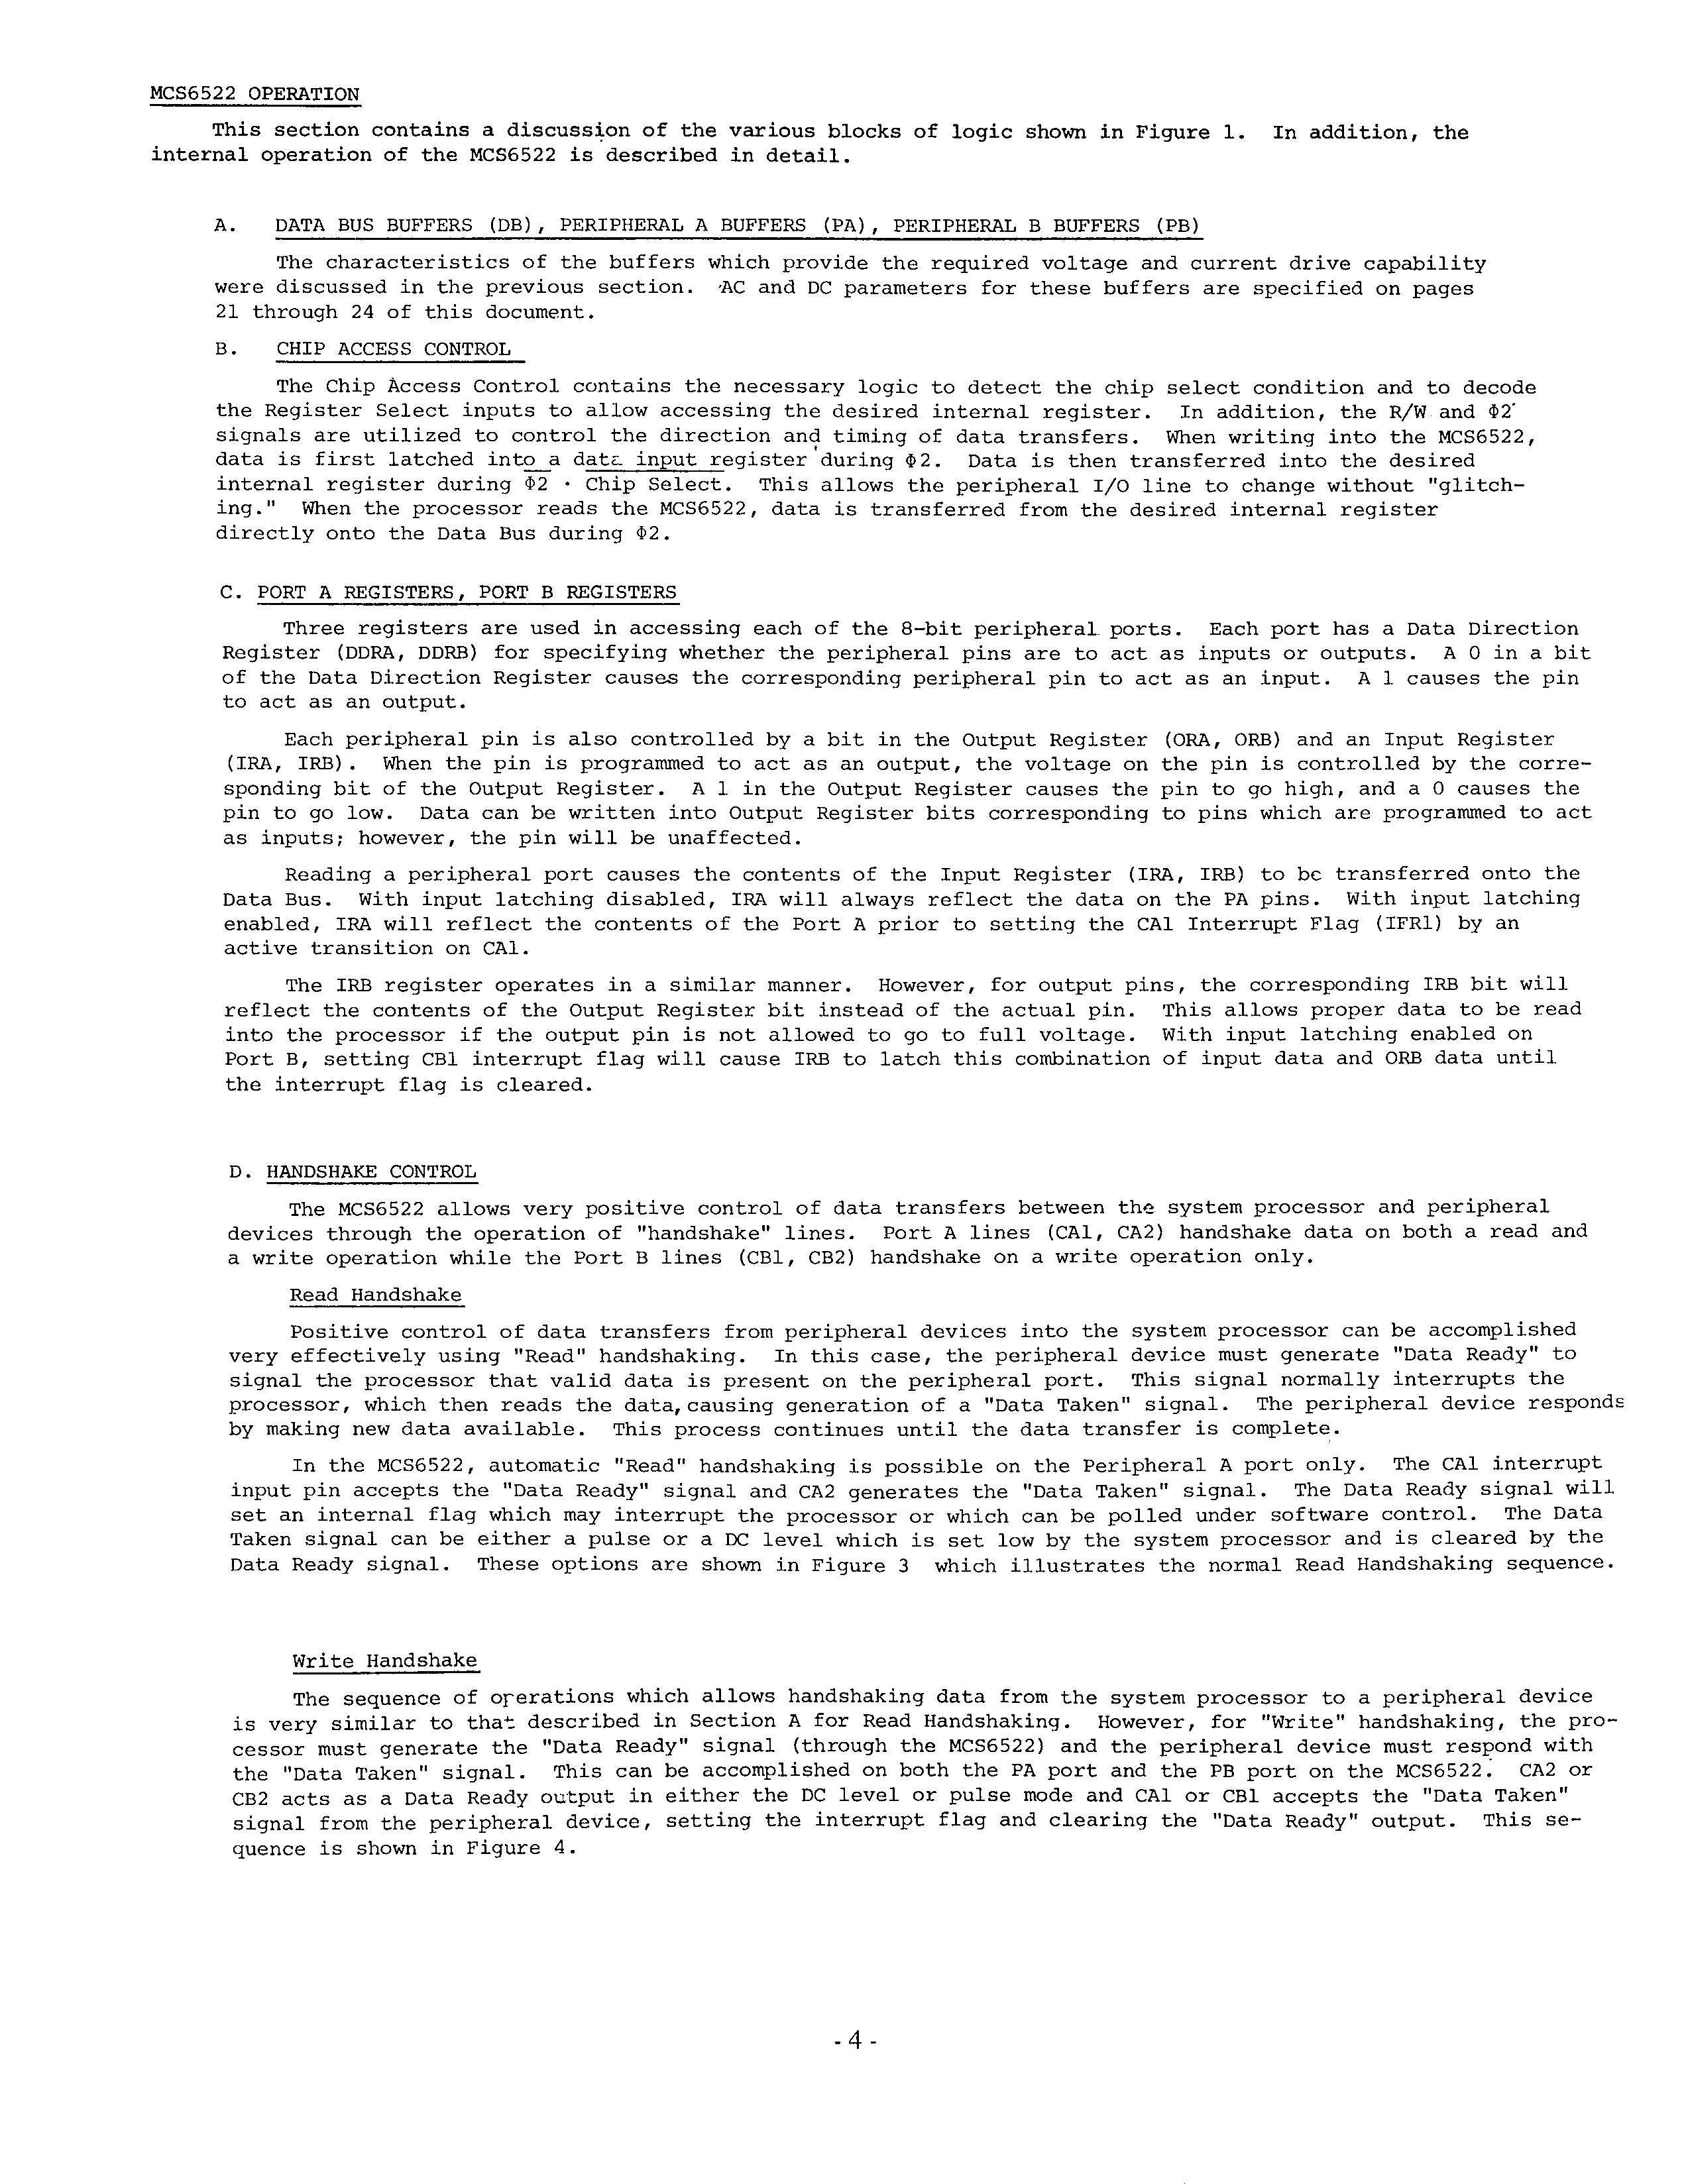 MCS6522 OPERATION
This section contains a discussion of the various blocks of logic shown in Figure 1. In addition, the
internal operation of the MCS6522 is described in detail.
A. DATA BUS BUFFERS (DB), PERIPHERAL A BUFFERS (PA), PERIPHERAL B BUFFERS (PB)
The characteristics of the buffers which provide the required voltage and current drive capability
were discussed in the previous section. AC and DC parameters for these buffers are specified on pages
21 through 24 of this document.
B. CHIP ACCESS CONTROL
The Chip Access Control contains the necessary logic to detect the chip select condition and to decode
the Register Select inputs to allow accessing the desired internal register. In addition, the R/W and Φ2
signals are utilized to control the direction and timing of data transfers. When writing into the MCS6522,
data is first latched into a data input register during Φ2. Data is then transferred into the desired
internal register during Φ̅2̅ · Chip Select. This allows the peripheral I/O line to change without "glitch-
ing." When the processor reads the MCS6522, data is transferred from the desired internal register
directly onto the Data Bus during Φ2.
C. PORT A REGISTERS, PORT B REGISTERS
Three registers are used in accessing each of the 8-bit peripheral ports. Each port has a Data Direction
Register (DDRA, DDRB) for specifying whether the peripheral pins are to act as inputs or outputs. A 0 in a bit
of the Data Direction Register causes the corresponding peripheral pin to act as an input. A 1 causes the pin
to act as an output.
Each peripheral pin is also controlled by a bit in the Output Register (ORA, ORB) and an Input Register
(IRA, IRB). When the pin is programmed to act as an output, the voltage on the pin is controlled by the corre-
sponding bit of the Output Register. A 1 in the Output Register causes the pin to go high, and a 0 causes the
pin to go low. Data can be written into Output Register bits corresponding to pins which are programmed to act
as inputs; however, the pin will be unaffected.
Reading a peripheral port causes the contents of the Input Register (IRA, IRB) to be transferred onto the
Data Bus. With input latching disabled, IRA will always reflect the data on the PA pins. With input latching
enabled, IRA will reflect the contents of the Port A prior to setting the CA1 Interrupt Flag (IFR1) by an
active transition on CA1.
The IRB register operates in a similar manner. However, for output pins, the corresponding IRB bit will
reflect the contents of the Output Register bit instead of the actual pin. This allows proper data to be read
into the processor if the output pin is not allowed to go to full voltage. With input latching enabled on
Port B, setting CB1 interrupt flag will cause IRB to latch this combination of input data and ORB data until
the interrupt flag is cleared.
D. HANDSHAKE CONTROL
The MCS6522 allows very positive control of data transfers between the system processor and peripheral
devices through the operation of "handshake" lines. Port A lines (CA1, CA2) handshake data on both a read and
a write operation while the Port B lines (CB1, CB2) handshake on a write operation only.
Read Handshake
Positive control of data transfers from peripheral devices into the system processor can be accomplished
very effectively using "Read" handshaking. In this case, the peripheral device must generate "Data Ready" to
signal the processor that valid data is present on the peripheral port. This signal normally interrupts the
processor, which then reads the data, causing generation of a "Data Taken" signal. The peripheral device responds
by making new data available. This process continues until the data transfer is complete.
In the MCS6522, automatic "Read" handshaking is possible on the Peripheral A port only. The CA1 interrupt
input pin accepts the "Data Ready" signal and CA2 generates the "Data Taken" signal. The Data Ready signal will
set an internal flag which may interrupt the processor or which can be polled under software control. The Data
Taken signal can be either a pulse or a DC level which is set low by the system processor and is cleared by the
Data Ready signal. These options are shown in Figure 3 which illustrates the normal Read Handshaking sequence.
Write Handshake
The sequence of operations which allows handshaking data from the system processor to a peripheral device
is very similar to that described in Section A for Read Handshaking. However, for "Write" handshaking, the pro-
cessor must generate the "Data Ready" signal (through the MCS6522) and the peripheral device must respond with
the "Data Taken" signal. This can be accomplished on both the PA port and the PB port on the MCS6522. CA2 or
CB2 acts as a Data Ready output in either the DC level or pulse mode and CA1 or CB1 accepts the "Data Taken"
signal from the peripheral device, setting the interrupt flag and clearing the "Data Ready" output. This se-
quence is shown in Figure 4.
- 4 -